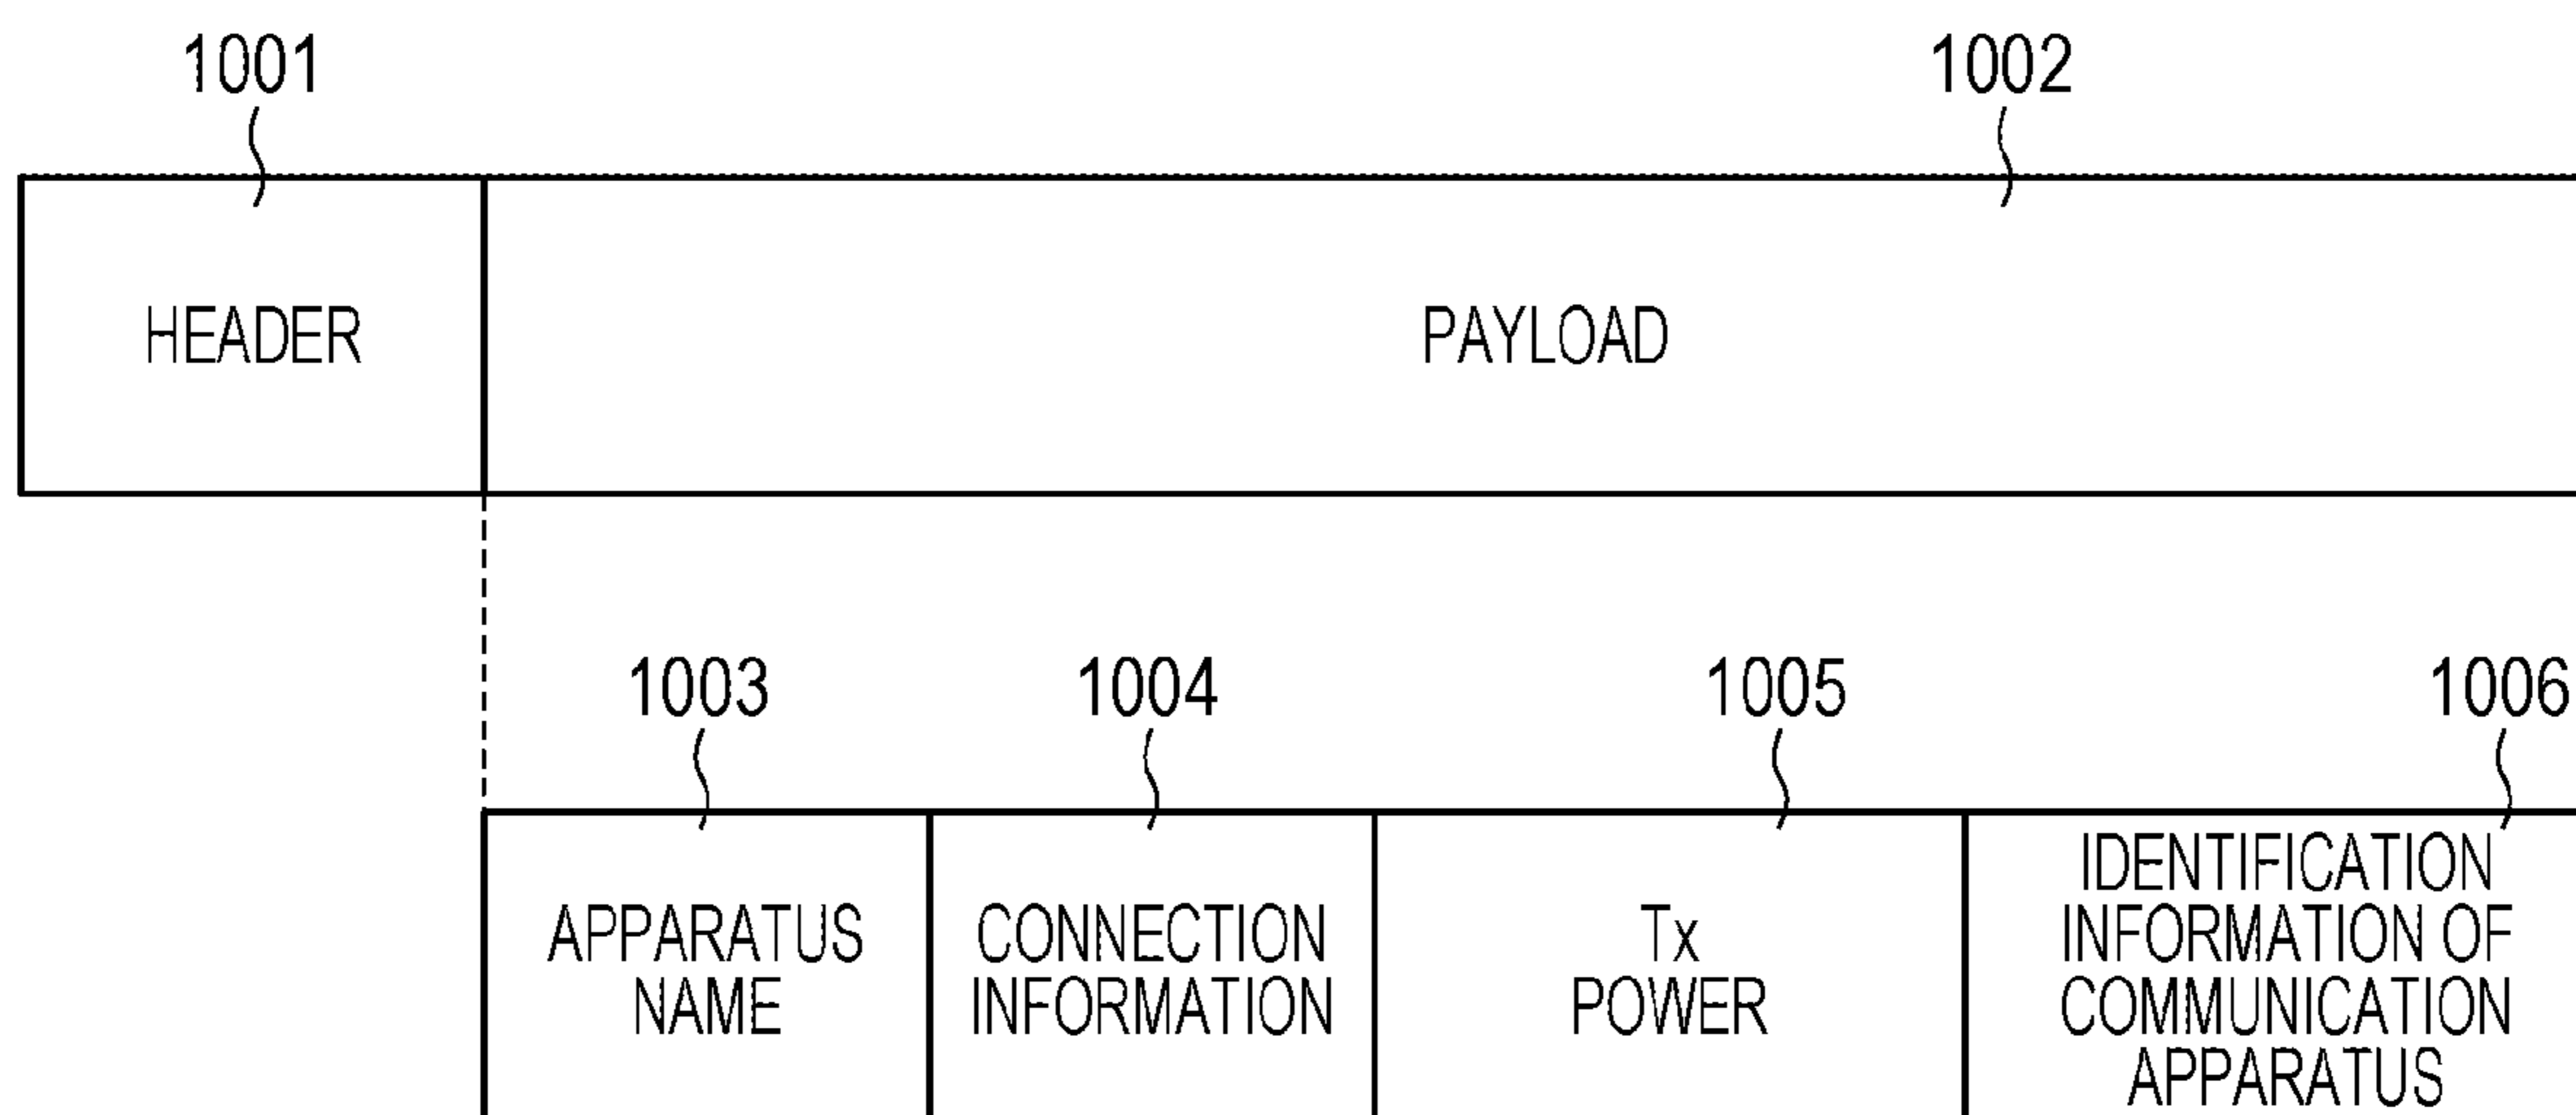 1001
1002
HEADER
PAYLOAD
1003
1004
1005
1006
APPARATUS
NAME
CONNECTION
INFORMATION
Tx
POWER
IDENTIFICATION
INFORMATION OF
COMMUNICATION
APPARATUS